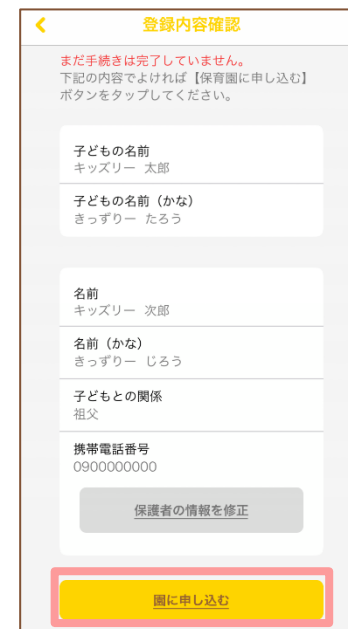 登録内容確認
まだ手続きは完了していません。
下記の内容でよければ【保育園に申し込む】
ボタンをタップしてください。
子どもの名前
キッズリー 太郎
子どもの名前（かな）
きっずりー たろう
名前
キッズリー 次郎
名前（かな）
きっずりー じろう
子どもとの関係
祖父
携帯電話番号
0900000000
保護者の情報を修正
園に申し込む